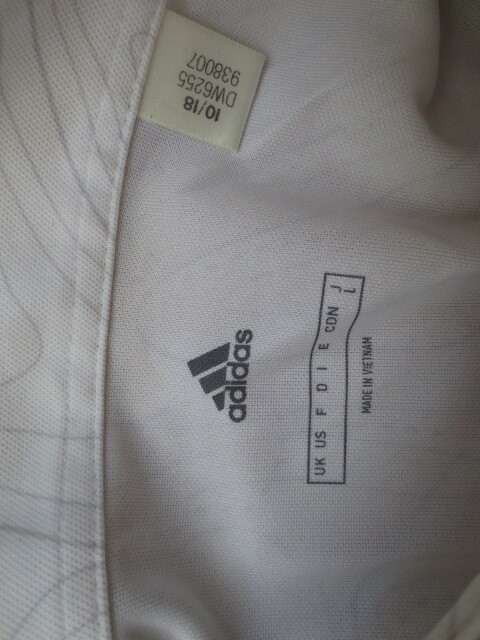 10/18
DW6255
938007
adidas
UK US F D I E CDN J
L
MADE IN VIETNAM